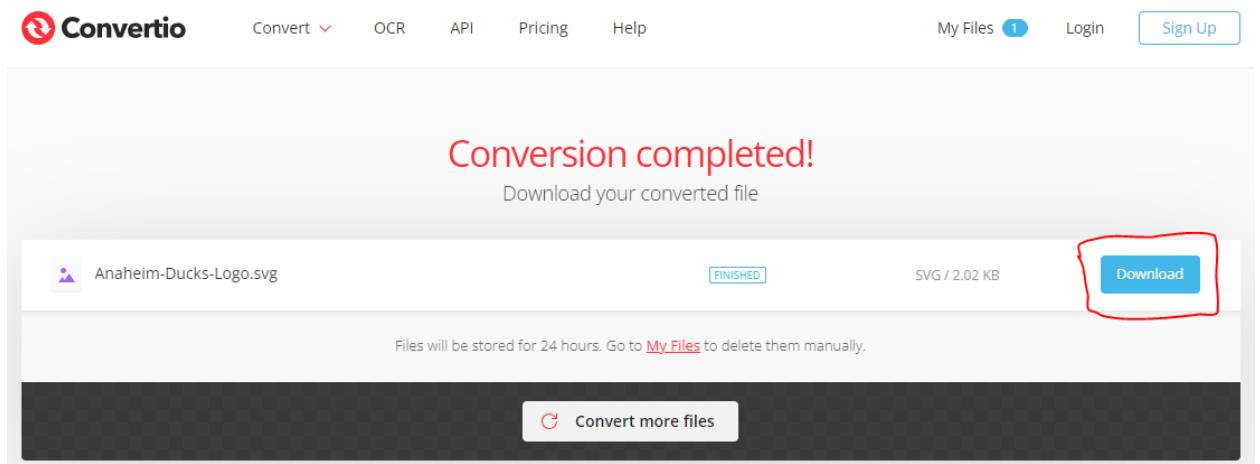 Convertio Convert OCR API Pricing Help My Files 1 Login Sign Up
Conversion completed!
Download your converted file
Anaheim-Ducks-Logo.svg FINISHED SVG / 2.02 KB Download
Files will be stored for 24 hours. Go to My Files to delete them manually.
Convert more files